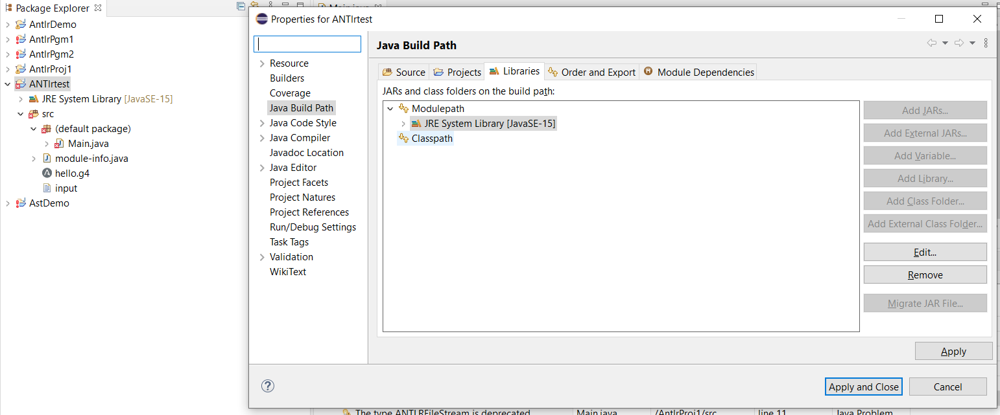 Package Explorer
AntlrDemo
AntlrPgm1
AntlrPgm2
AntlrProj1
ANTlrtest
JRE System Library [JavaSE-15]
src
(default package)
Main.java
module-info.java
hello.g4
input
AstDemo
Main.java
Properties for ANTlrtest
Resource
Builders
Coverage
Java Build Path
Java Code Style
Java Compiler
Javadoc Location
Java Editor
Project Facets
Project Natures
Project References
Run/Debug Settings
Task Tags
Validation
WikiText
Java Build Path
Source Projects Libraries Order and Export Module Dependencies
JARs and class folders on the build path:
Modulepath
JRE System Library [JavaSE-15]
Classpath
Add JARs...
Add External JARs...
Add Variable...
Add Library...
Add Class Folder...
Add External Class Folder...
Edit...
Remove
Migrate JAR File...
Apply
Apply and Close Cancel
The type ANTLRFileStream is deprecated Main.java /AntlrProj1/src line 11 Java Problem